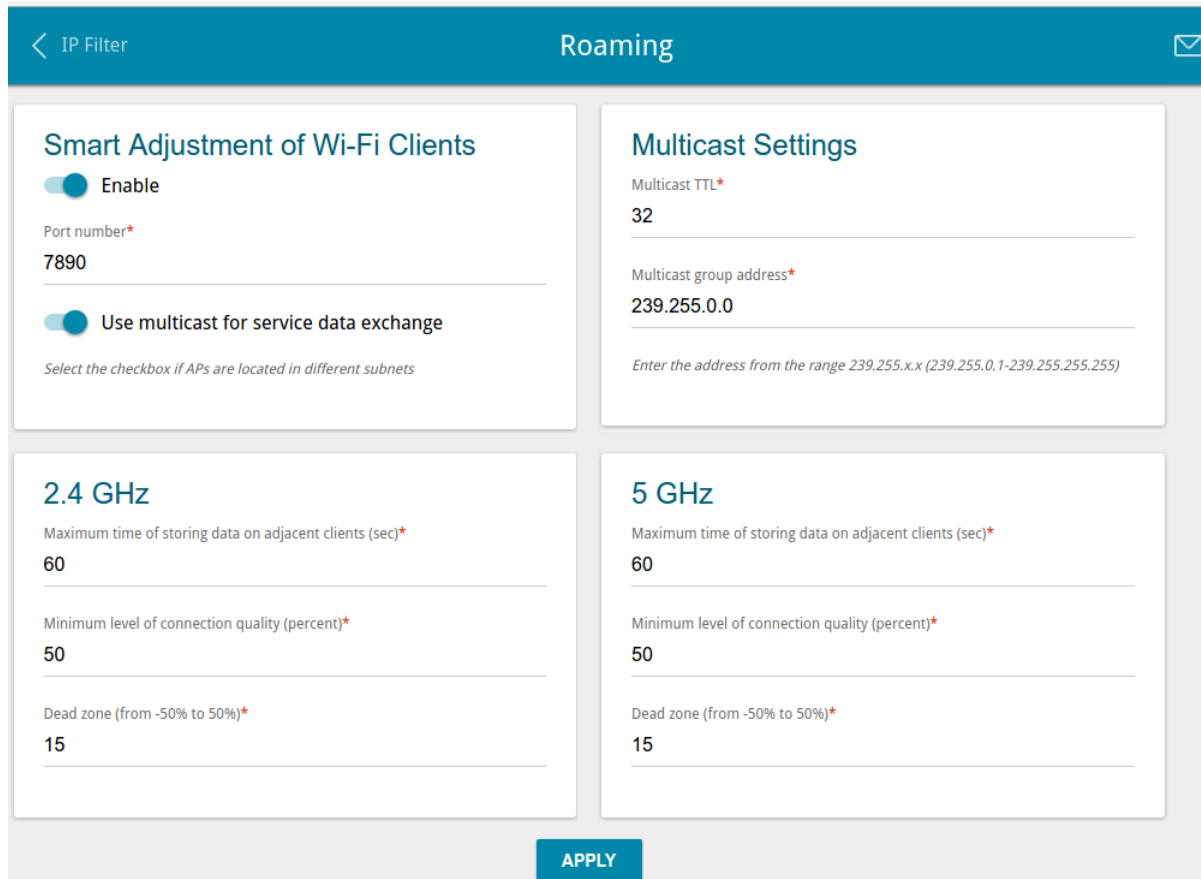 IP Filter
Roaming
Smart Adjustment of Wi-Fi Clients
Enable
Port number*
7890
Use multicast for service data exchange
Select the checkbox if APs are located in different subnets
Multicast Settings
Multicast TTL*
32
Multicast group address*
239.255.0.0
Enter the address from the range 239.255.x.x (239.255.0.1-239.255.255.255)
2.4 GHz
Maximum time of storing data on adjacent clients (sec)*
60
Minimum level of connection quality (percent)*
50
Dead zone (from -50% to 50%)*
15
5 GHz
Maximum time of storing data on adjacent clients (sec)*
60
Minimum level of connection quality (percent)*
50
Dead zone (from -50% to 50%)*
15
APPLY